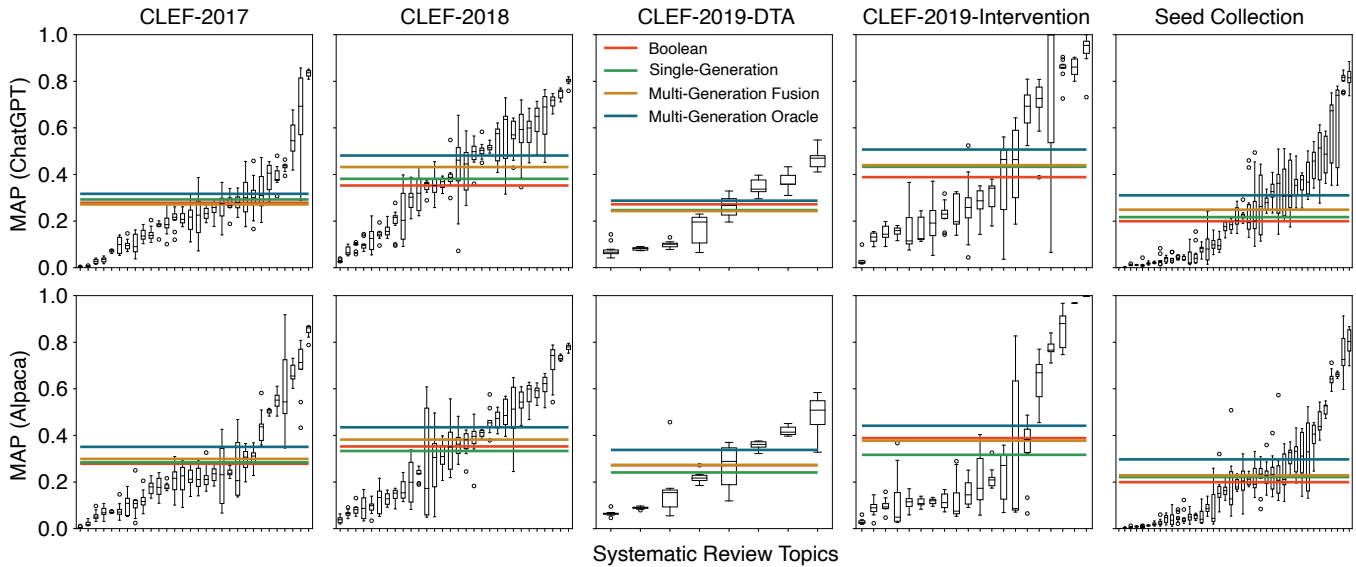 CLEF-2017 CLEF-2018 CLEF-2019-DTA CLEF-2019-Intervention Seed Collection
MAP (ChatGPT)
1.0
0.8
0.6
0.4
0.2
0.0
Boolean
Single-Generation
Multi-Generation Fusion
Multi-Generation Oracle
MAP (Alpaca)
1.0
0.8
0.6
0.4
0.2
0.0
Systematic Review Topics